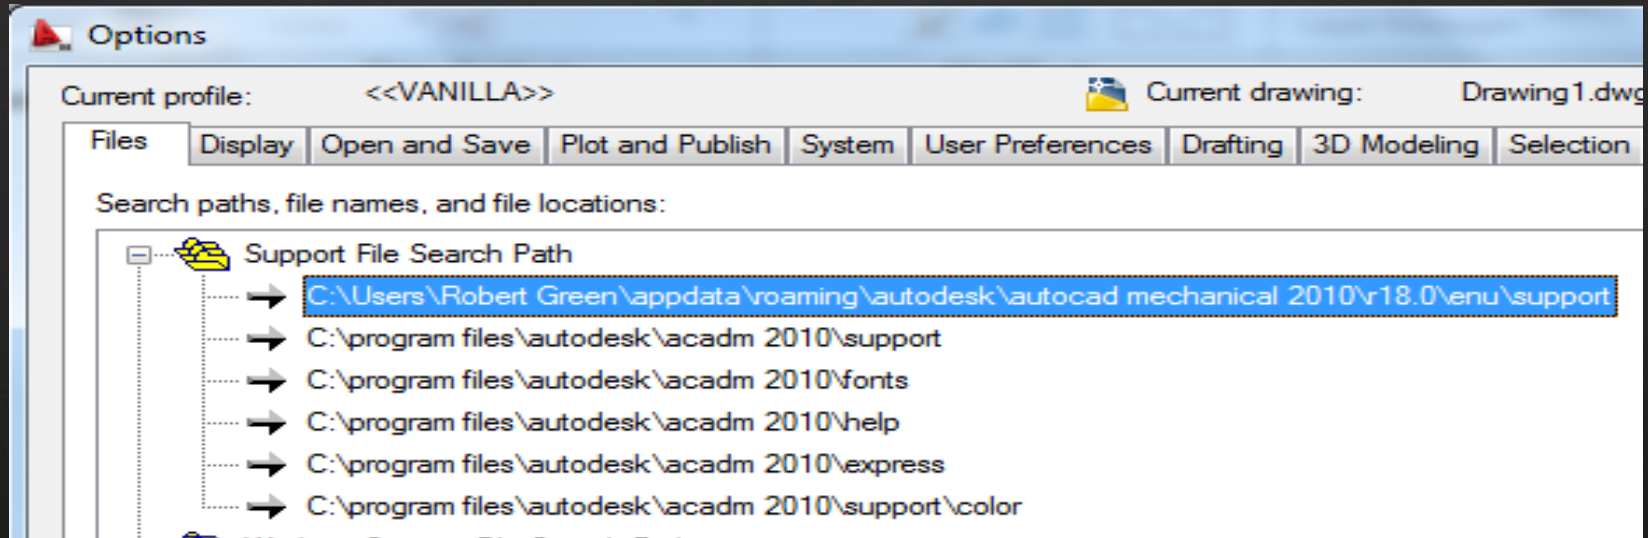 Options
Current profile: <<VANILLA>> Current drawing: Drawing1.dwg
Files Display Open and Save Plot and Publish System User Preferences Drafting 3D Modeling Selection
Search paths, file names, and file locations:
Support File Search Path
C:\Users\Robert Green\appdata\roaming\autodesk\autocad mechanical 2010\r18.0\enu\support
C:\program files\autodesk\acadm 2010\support
C:\program files\autodesk\acadm 2010\fonts
C:\program files\autodesk\acadm 2010\help
C:\program files\autodesk\acadm 2010\express
C:\program files\autodesk\acadm 2010\support\color